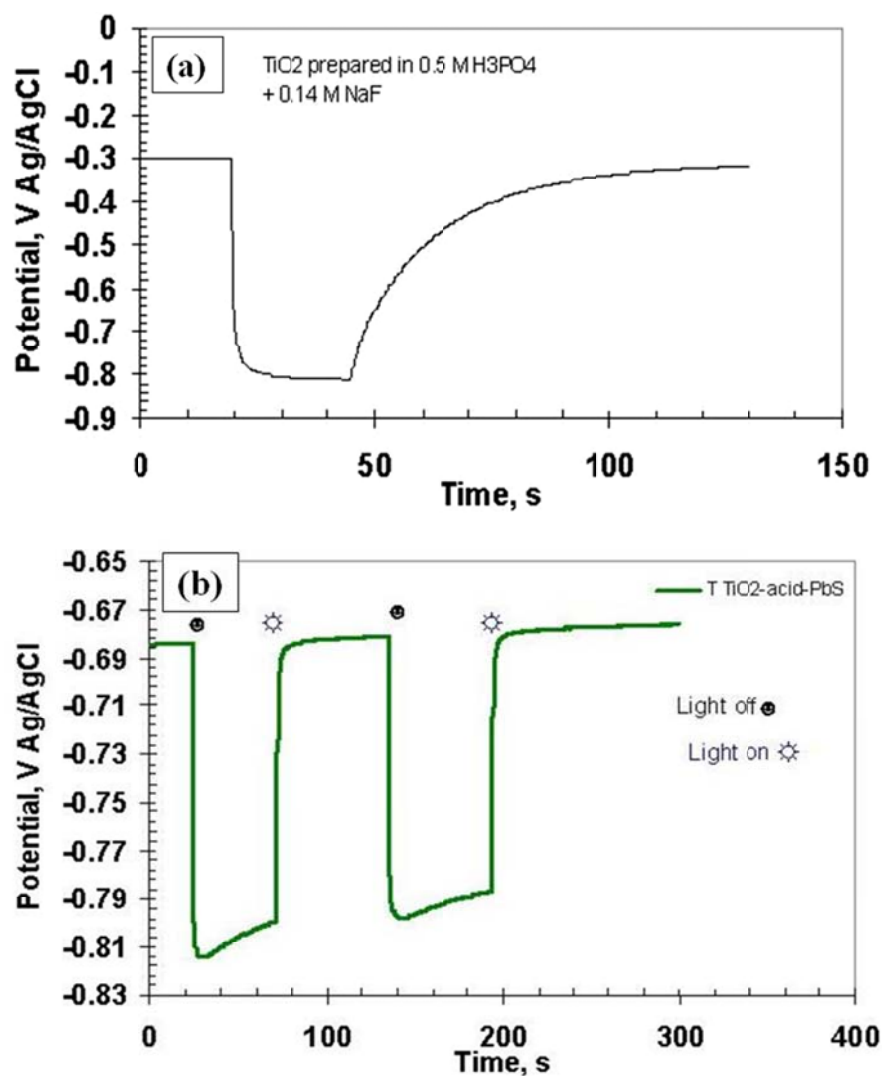 (a)
TiO2 prepared in 0.5 M H3PO4
+ 0.14 M NaF
Potential, V Ag/AgCl
0
-0.1
-0.2
-0.3
-0.4
-0.5
-0.6
-0.7
-0.8
-0.9
0 50 100 150
Time, s
(b)
T TiO2-acid-PbS
Light off
Light on
Potential, V Ag/AgCl
-0.65
-0.67
-0.69
-0.71
-0.73
-0.75
-0.77
-0.79
-0.81
-0.83
0 100 200 300 400
Time, s